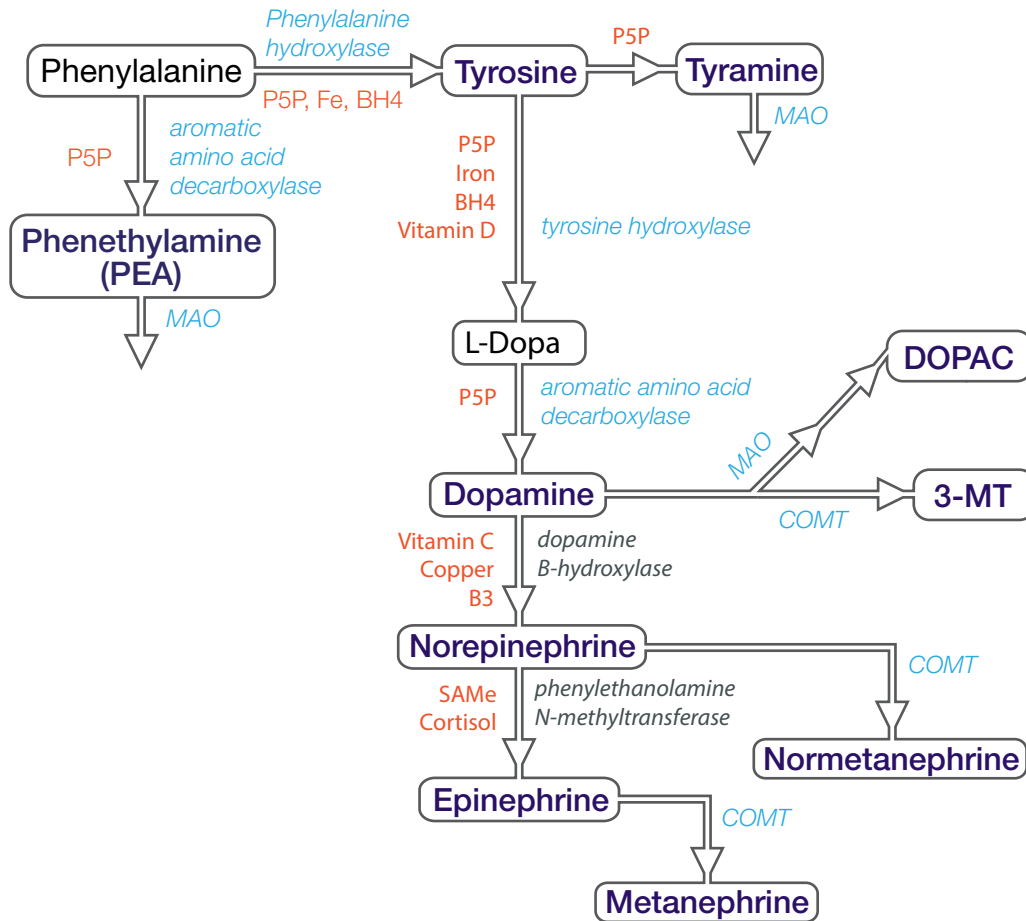 Phenylalanine
hydroxylase
P5P
Phenylalanine
Tyrosine
Tyramine
P5P, Fe, BH4
MAO
aromatic
amino acid
decarboxylase
P5P
P5P
Iron
BH4
Vitamin D
tyrosine hydroxylase
Phenethylamine
(PEA)
MAO
L-Dopa
DOPAC
P5P
aromatic amino acid
decarboxylase
MAO
Dopamine
3-MT
COMT
Vitamin C
Copper
B3
dopamine
B-hydroxylase
Norepinephrine
COMT
SAMe
Cortisol
phenylethanolamine
N-methyltransferase
Normetanephrine
Epinephrine
COMT
Metanephrine